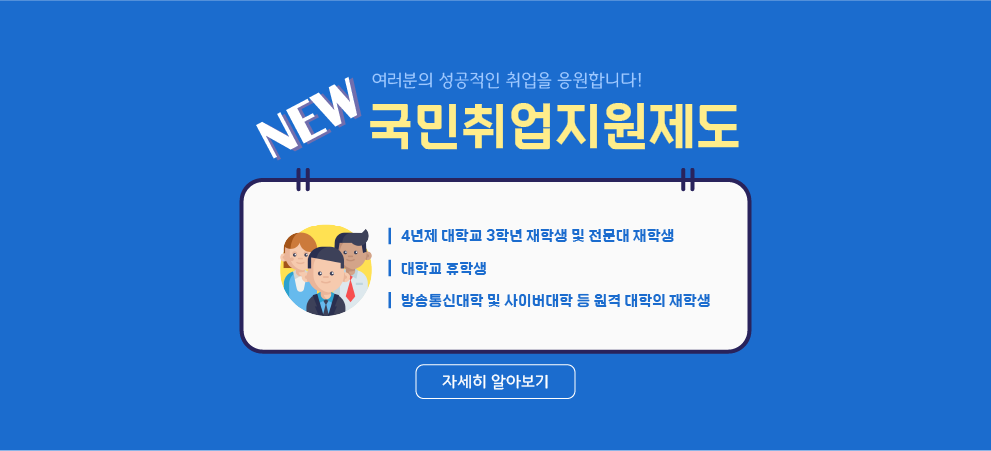 여러분의 성공적인 취업을 응원합니다!
NEW 국민취업지원제도
4년제 대학교 3학년 재학생 및 전문대 재학생
대학교 휴학생
방송통신대학 및 사이버대학 등 원격 대학의 재학생
자세히 알아보기